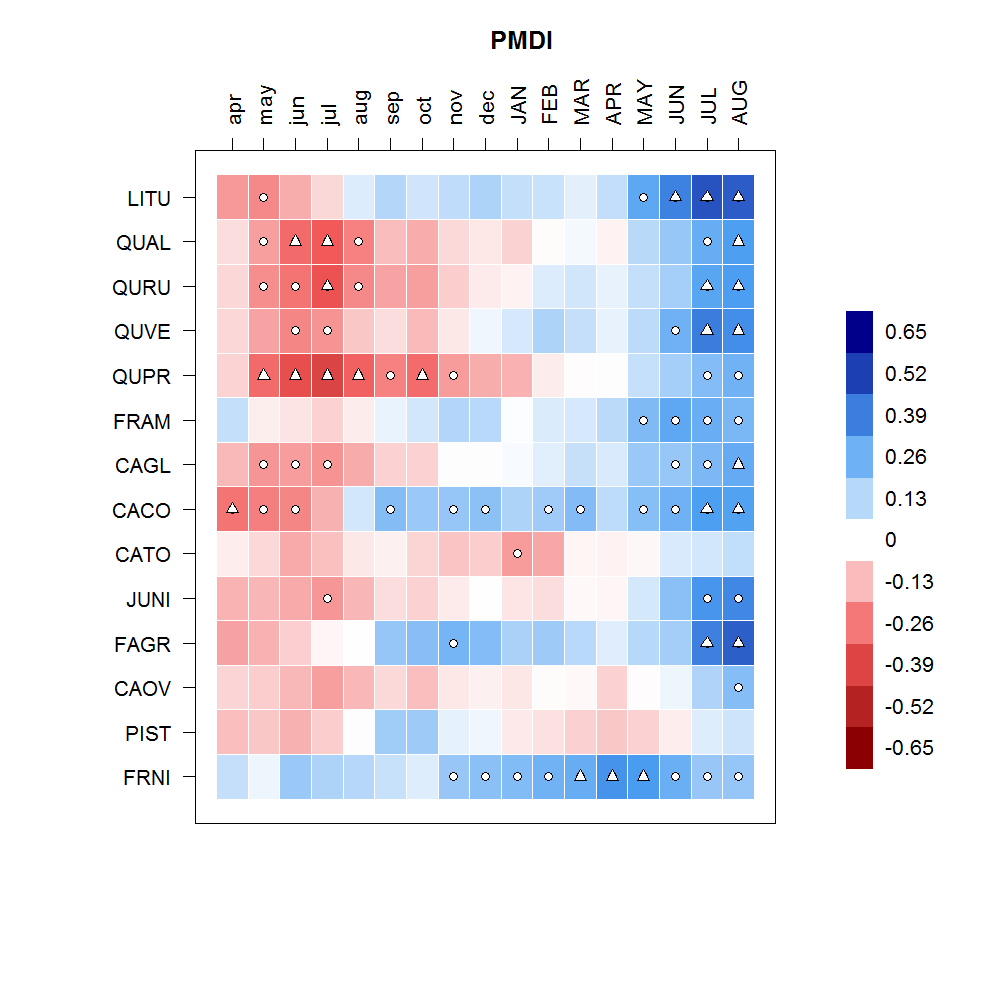 PMDI
apr may jun jul aug sep oct nov dec JAN FEB MAR APR MAY JUN JUL AUG
LITU
QUAL
QURU
QUVE
QUPR
FRAM
CAGL
CACO
CATO
JUNI
FAGR
CAOV
PIST
FRNI
0.65
0.52
0.39
0.26
0.13
0
-0.13
-0.26
-0.39
-0.52
-0.65